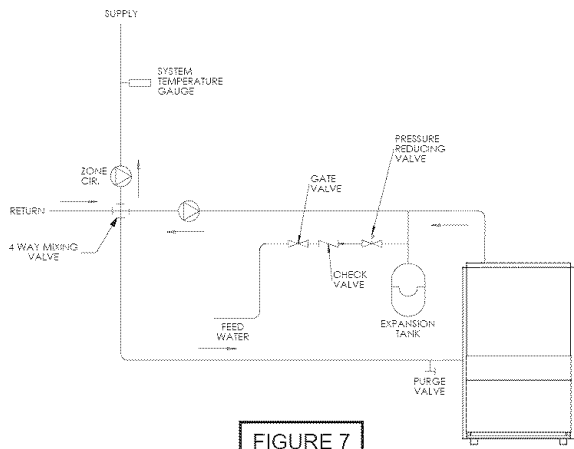 SUPPLY
SYSTEM
TEMPERATURE
GAUGE
PRESSURE
REDUCING
VALVE
ZONE
CIR.
GATE
VALVE
RETURN
4 WAY MIXING
VALVE
CHECK
VALVE
FEED
WATER
EXPANSION
TANK
PURGE
VALVE
FIGURE 7